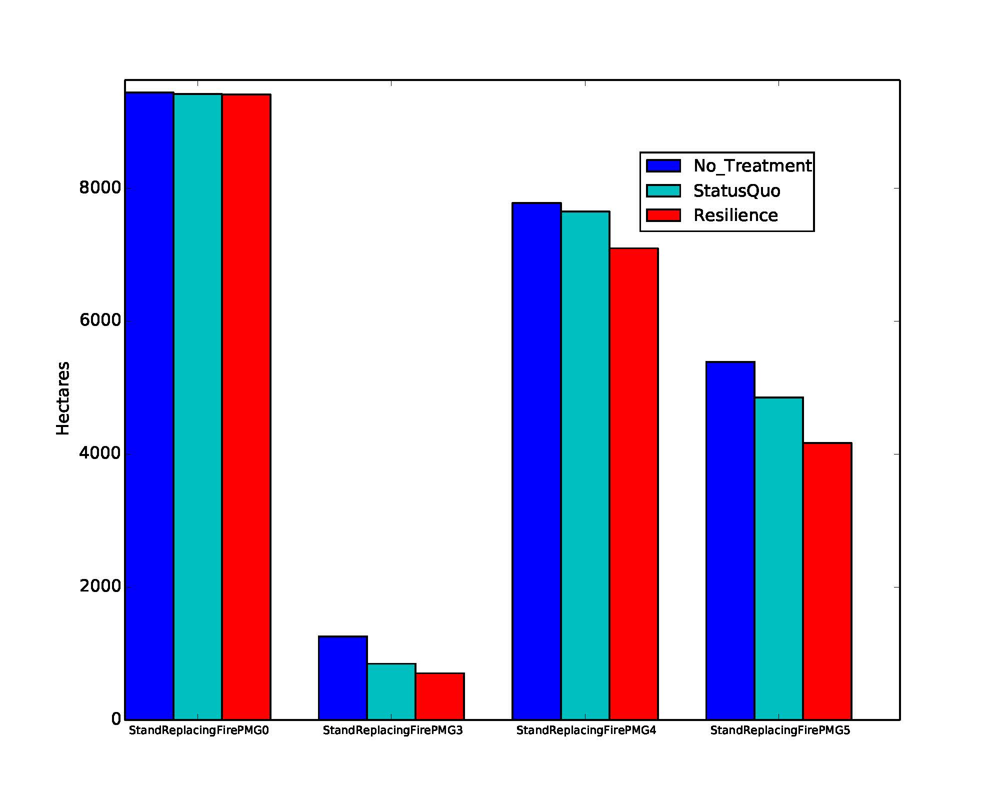 No_Treatment
StatusQuo
Resilience
8000
6000
4000
2000
0
Hectares
StandReplacingFirePMG0
StandReplacingFirePMG3
StandReplacingFirePMG4
StandReplacingFirePMG5